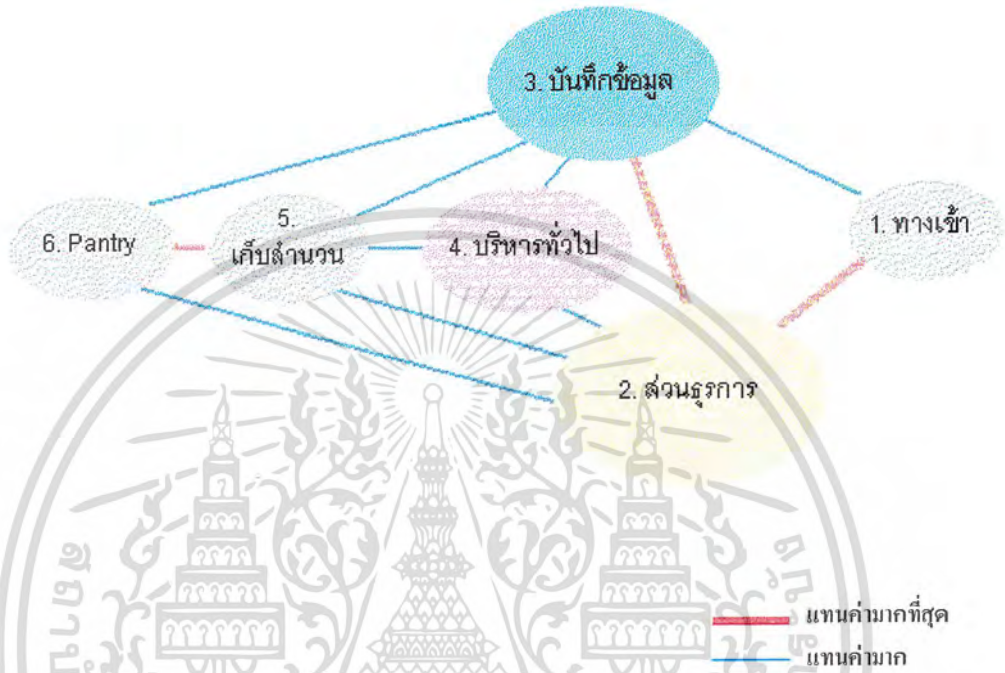 3. บันทึกข้อมูล
6. Pantry
5.
เก็บสำนวน
4. บริหารทั่วไป
1. ทางเข้า
2. ส่วนธุรการ
แทนค่ามากที่สุด
แทนค่ามาก